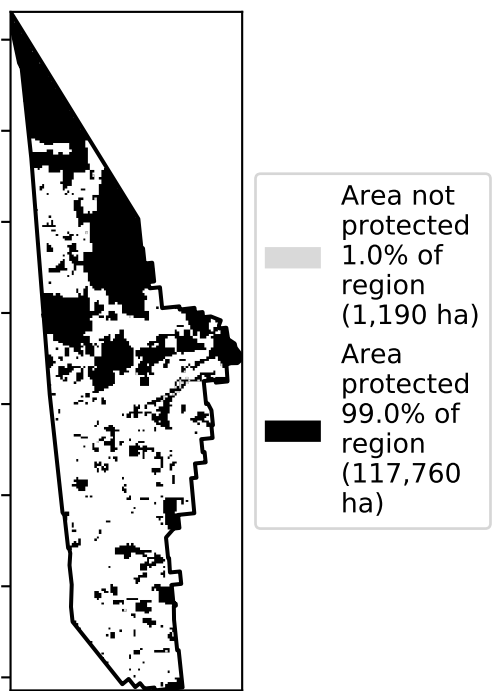 Area not
protected
1.0% of
region
(1,190 ha)
Area
protected
99.0% of
region
(117,760
ha)